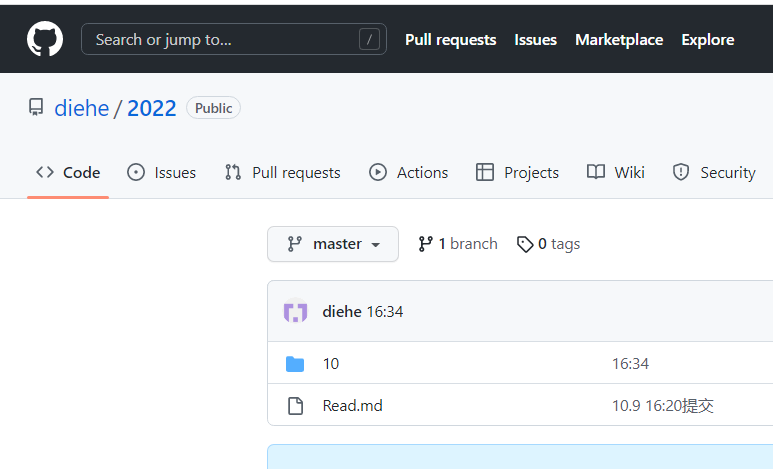 Search or jump to... / Pull requests Issues Marketplace Explore
diehe / 2022 Public
Code Issues Pull requests Actions Projects Wiki Security
master 1 branch 0 tags
diehe 16:34
10 16:34
Read.md 10.9 16:20提交